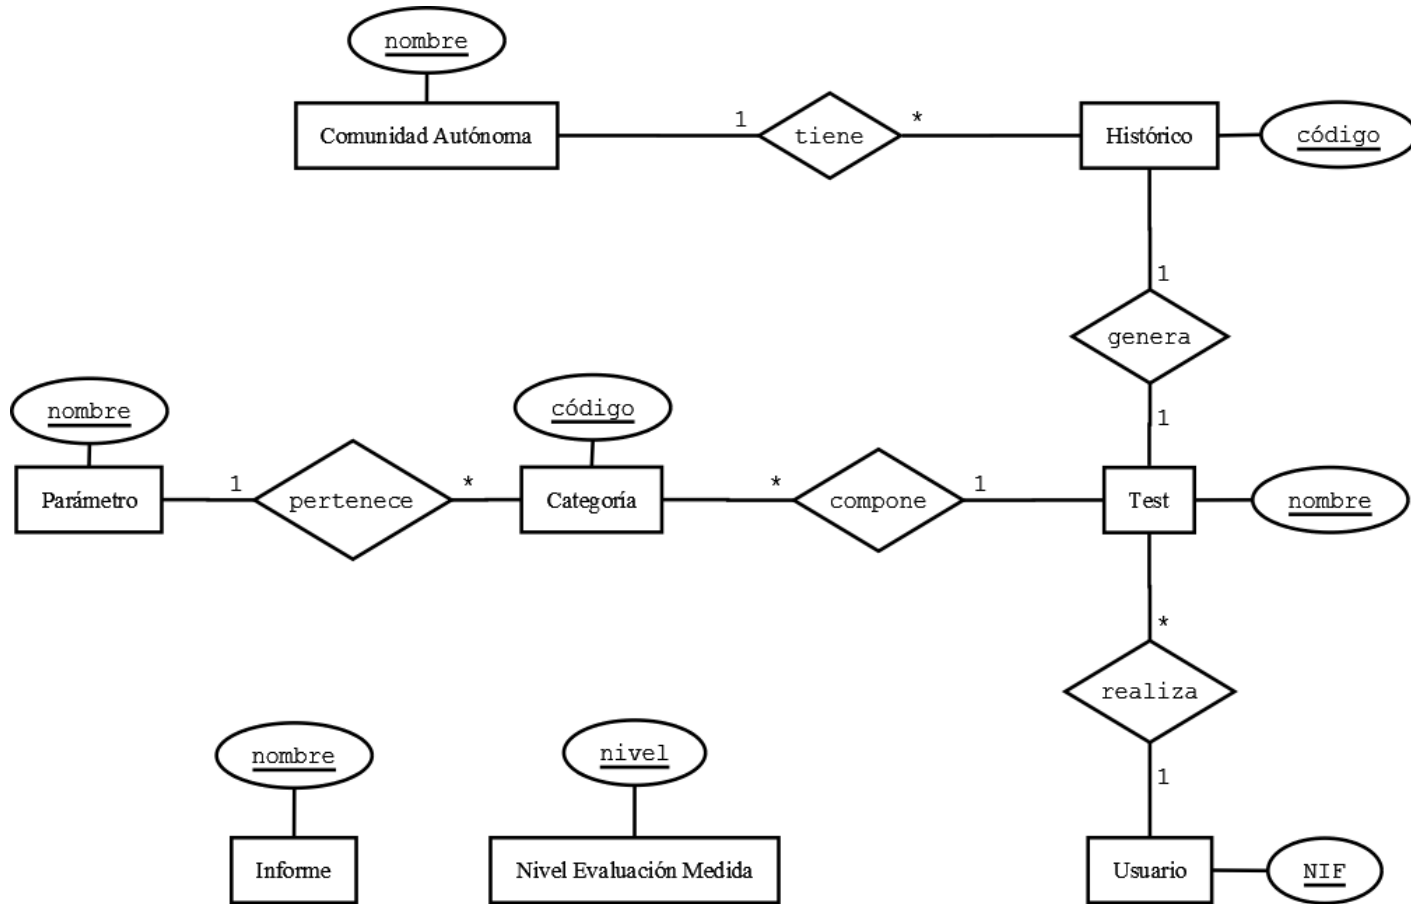 nombre
Comunidad Autónoma
1
tiene
*
Histórico
código
1
genera
1
nombre
Parámetro
1
pertenece
*
código
Categoría
*
compone
1
Test
nombre
*
realiza
1
nombre
Informe
nivel
Nivel Evaluación Medida
Usuario
NIF